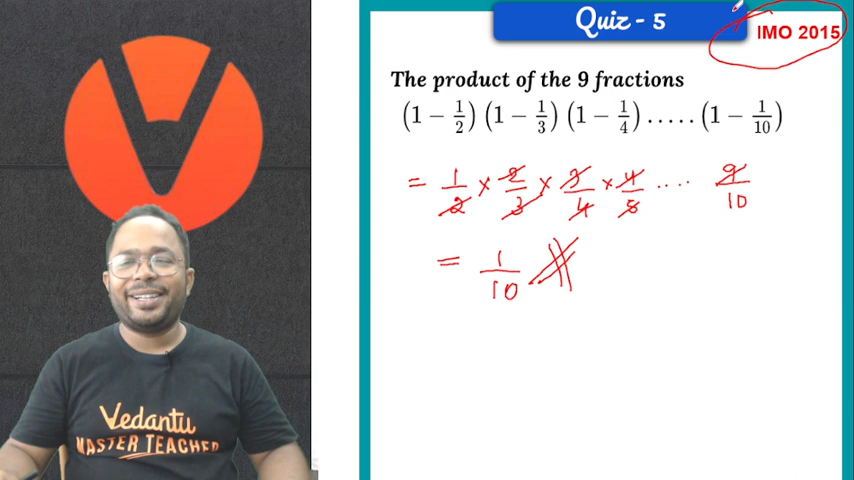 Quiz - 5
IMO 2015
The product of the 9 fractions
(1 − 1/2) (1 − 1/3) (1 − 1/4) ..... (1 − 1/10)
= 1/2 × 2/3 × 3/4 × 4/5 .... 9/10
= 1/10
Vedantu
MASTER TEACHER